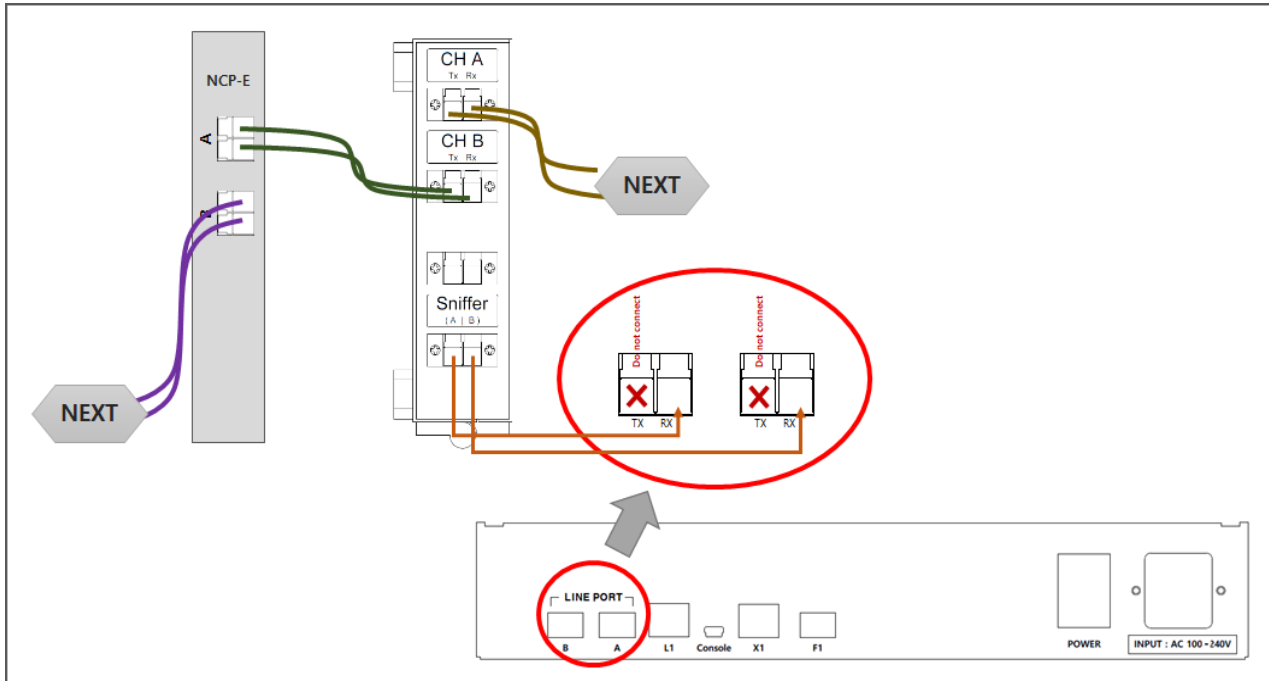 NCP-E
A
B
NEXT
CH A
Tx Rx
CH B
Tx Rx
Sniffer
( A | B )
NEXT
Do not connect
Do not connect
TX RX
TX RX
LINE PORT
B A L1 Console X1 F1
POWER
INPUT : AC 100 - 240V